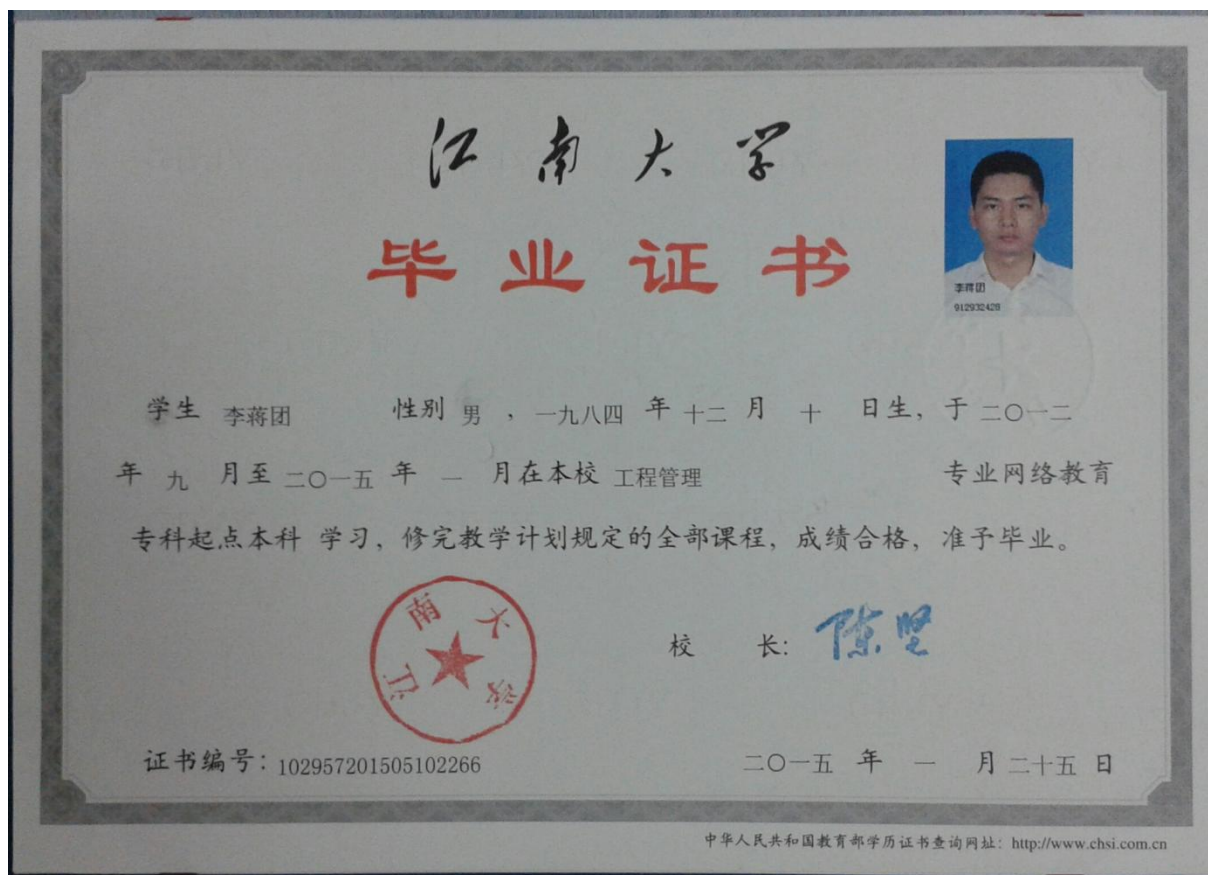 江南大学
毕业证书
李蒋团
912932428
学生 李蒋团 性别 男 , 一九八四 年 十二 月 十 日生, 于 二〇一二
年 九 月至 二〇一五 年 一 月在本校 工程管理 专业网络教育
专科起点本科 学习, 修完教学计划规定的全部课程, 成绩合格, 准予毕业。
江南大学
校 长: 陈坚
证书编号: 102957201505102266
二〇一五 年 一 月 二十五 日
中华人民共和国教育部学历证书查询网址: http://www.chsi.com.cn